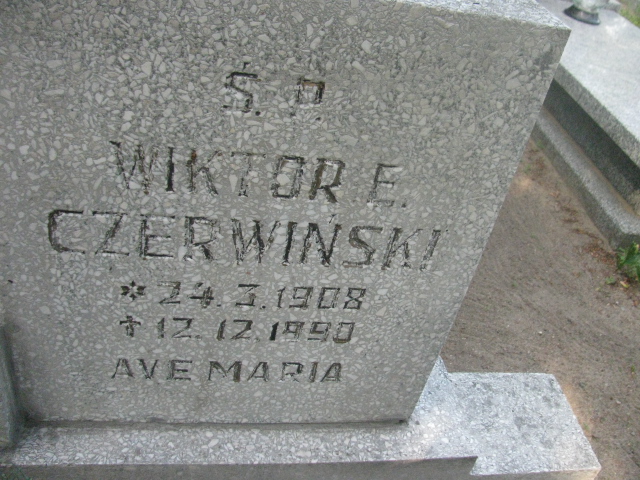 Ś. P.
WIKTOR E.
CZERWIŃSKI
* 24. 3. 1908
✝ 12. 12. 1990
AVE MARIA